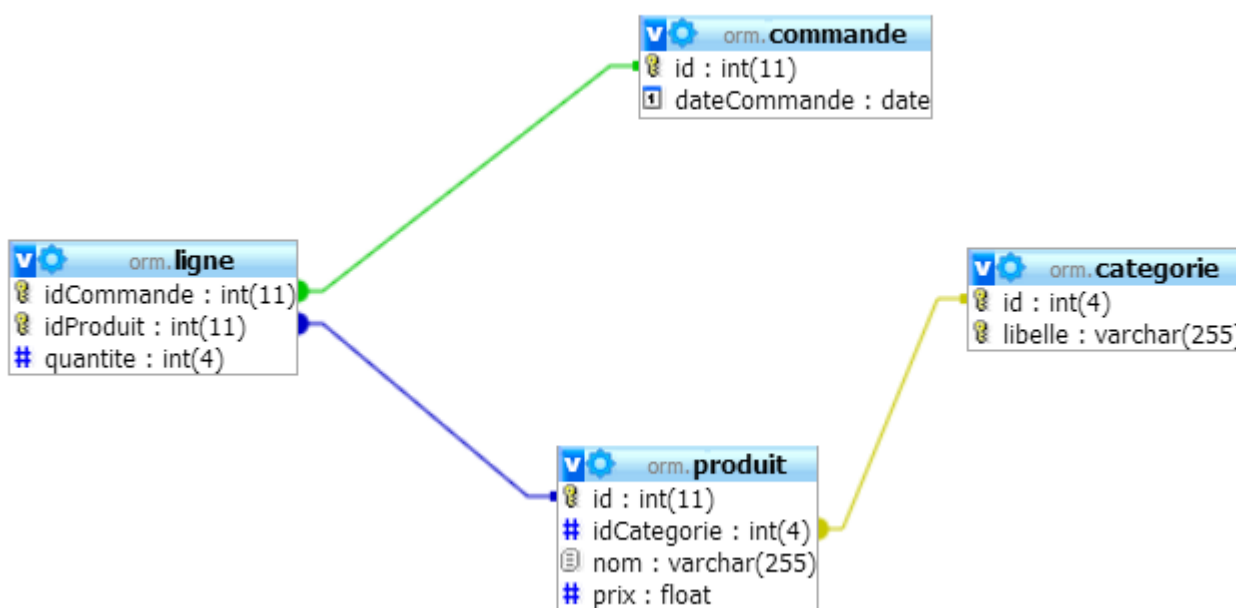 orm.commande
id : int(11)
dateCommande : date
orm.ligne
idCommande : int(11)
idProduit : int(11)
# quantite : int(4)
orm.categorie
id : int(4)
libelle : varchar(255)
orm.produit
id : int(11)
# idCategorie : int(4)
nom : varchar(255)
# prix : float